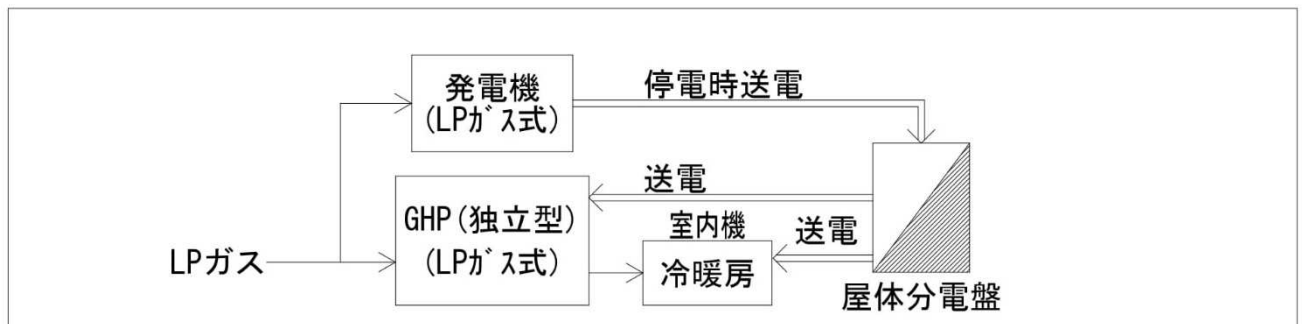 発電機
(LPｶﾞｽ式)
停電時送電
送電
GHP(独立型)
(LPｶﾞｽ式)
室内機
冷暖房
送電
LPガス
屋体分電盤